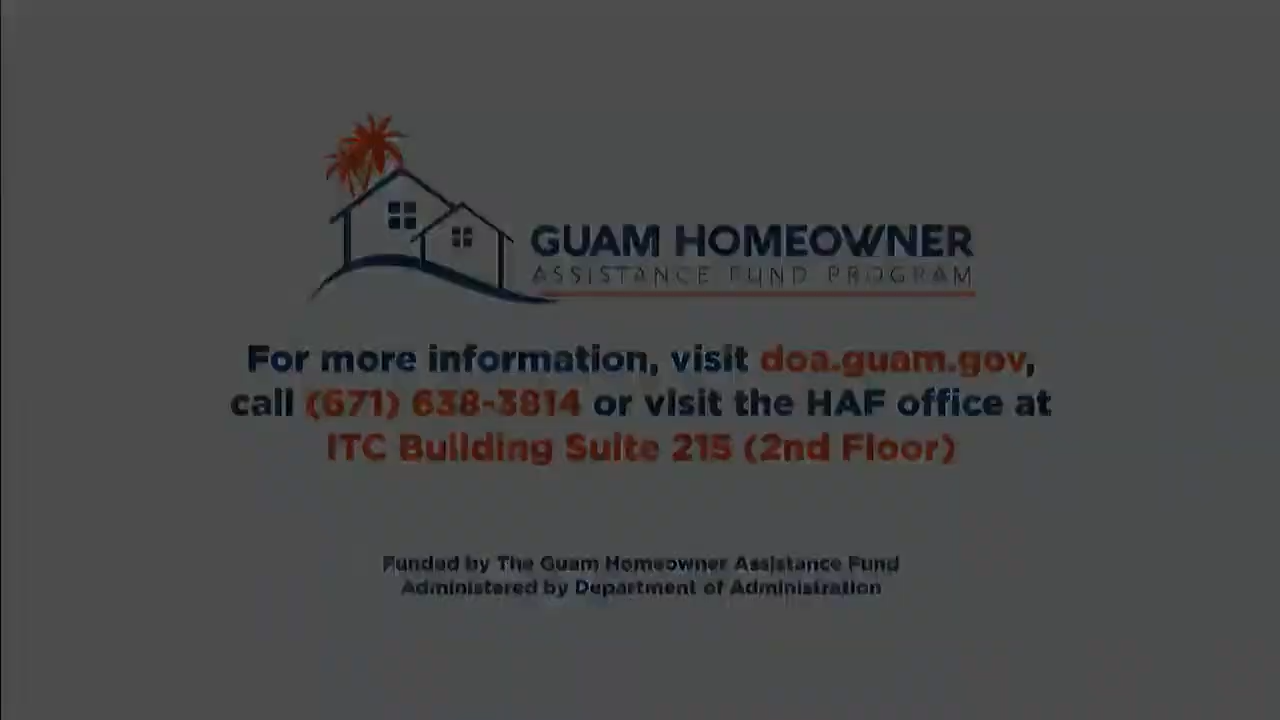 GUAM HOMEOWNER
ASSISTANCE FUND PROGRAM
For more information, visit doa.guam.gov,
call (671) 638-3814 or visit the HAF office at
ITC Building Suite 215 (2nd Floor)
Funded by The Guam Homeowner Assistance Fund
Administered by Department of Administration